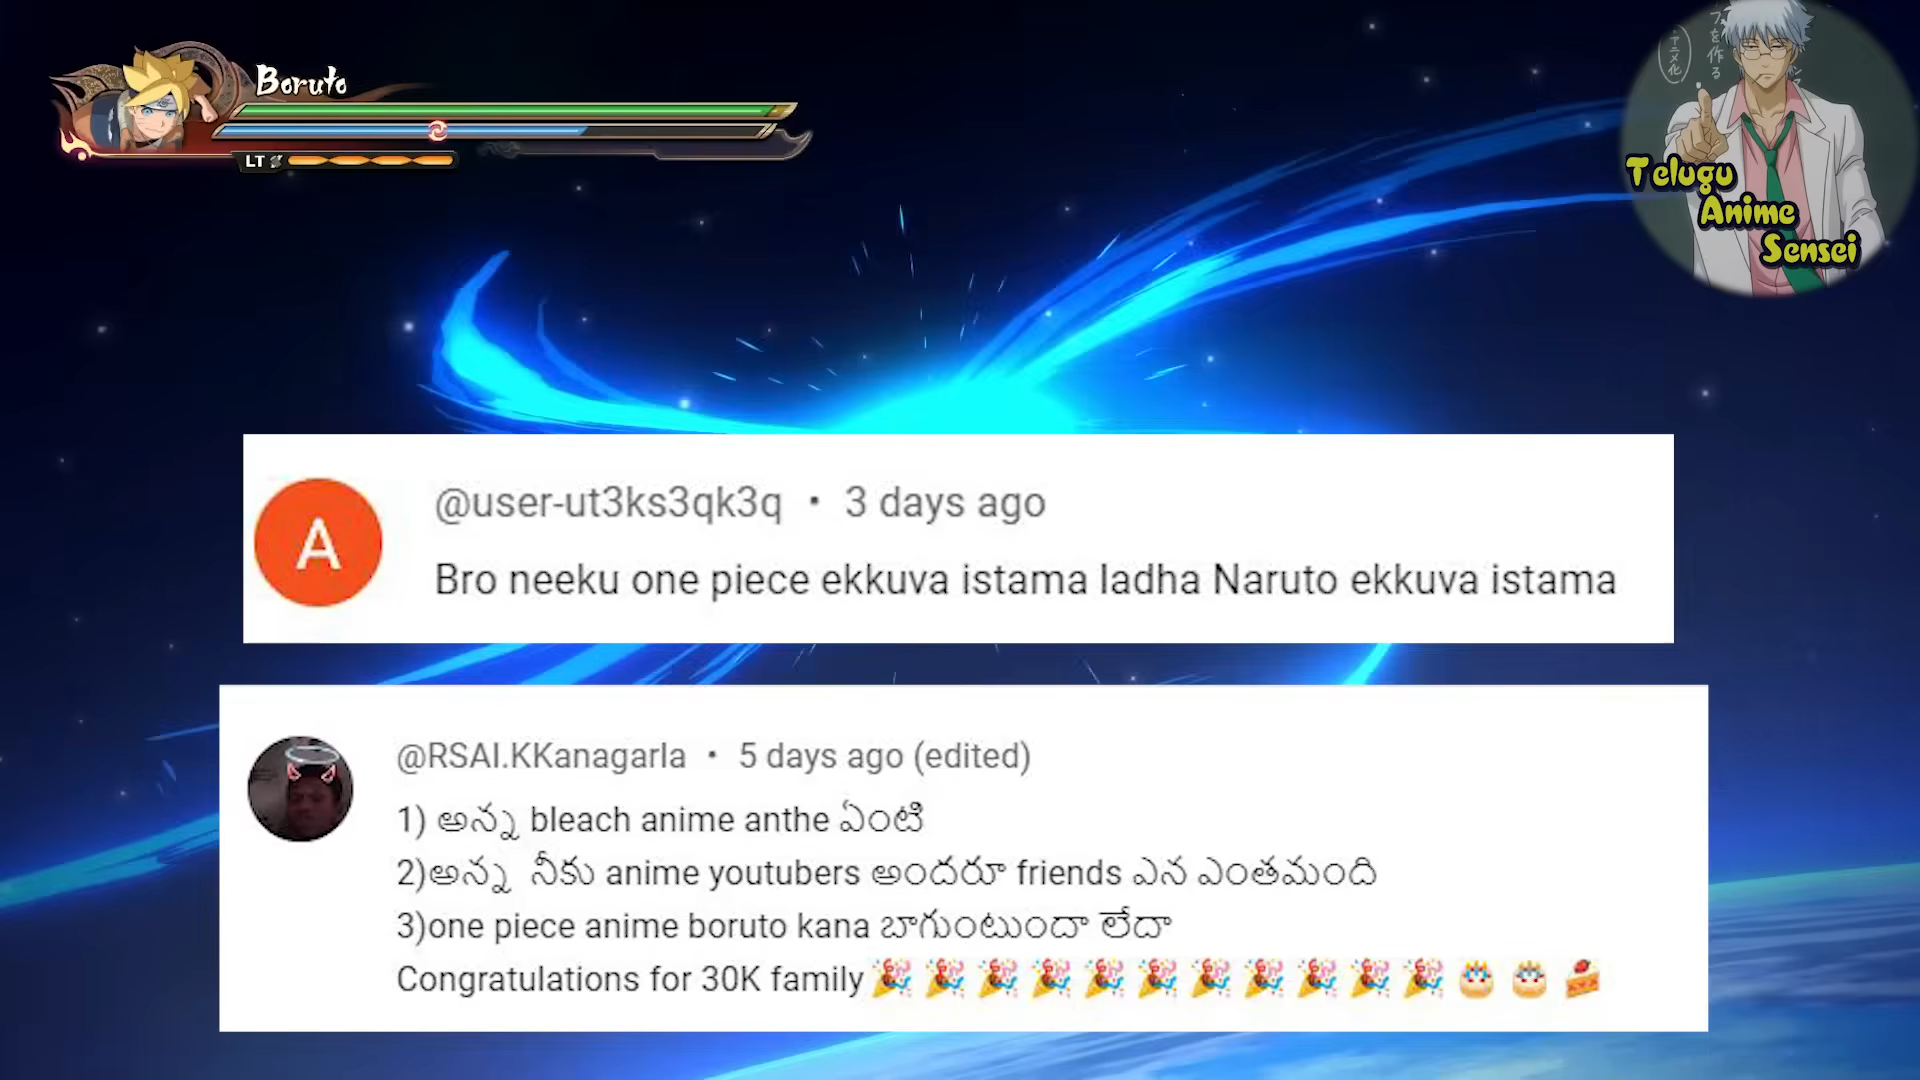 Boruto
LT
Telugu
Anime
Sensei
@user-ut3ks3qk3q • 3 days ago
A
Bro neeku one piece ekkuva istama ladha Naruto ekkuva istama
@RSAI.KKanagarla • 5 days ago (edited)
1) అన్న bleach anime anthe ఏంటి
2)అన్న నీకు anime youtubers అందరూ friends ఎన ఎంతమంది
3)one piece anime boruto kana బాగుంటుందా లేదా
Congratulations for 30K family🎉🎉🎉🎉🎉🎉🎉🎉🎉🎉🎉🎂🎂🍰